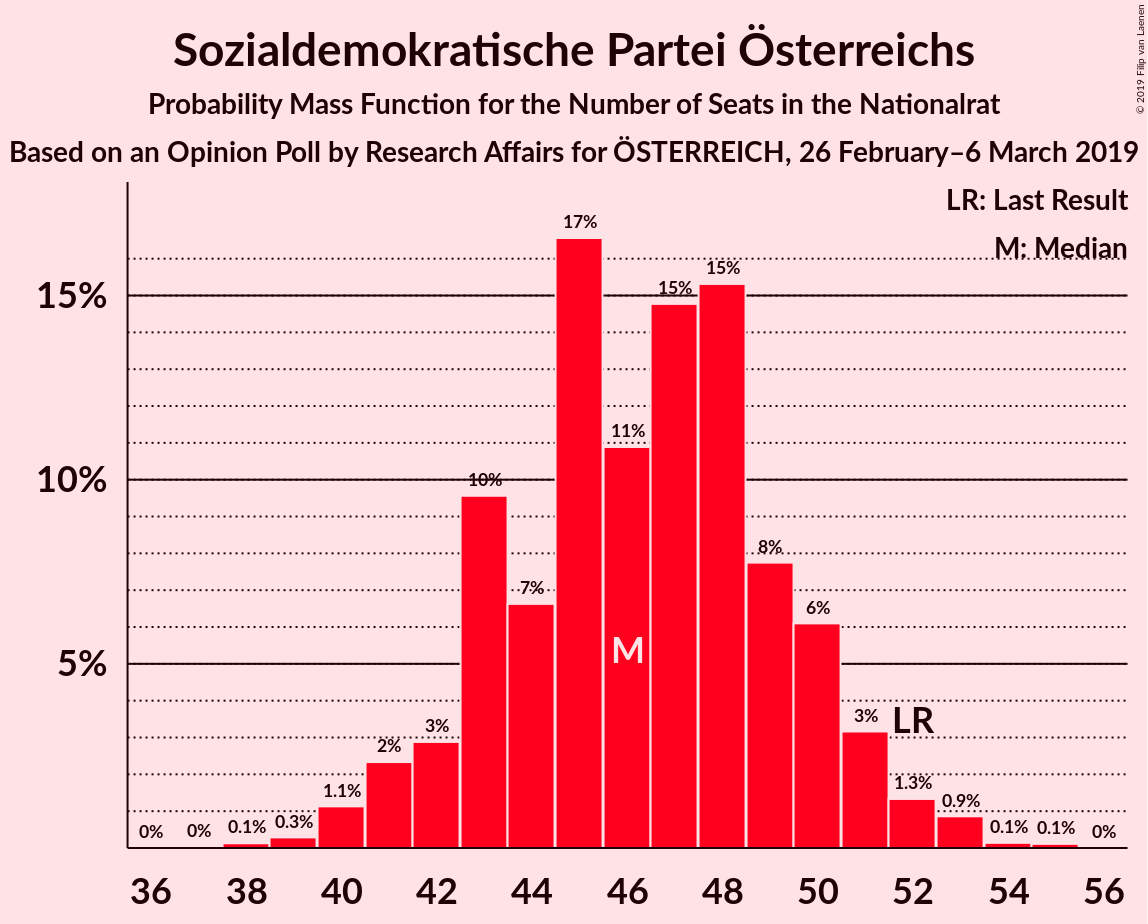 Sozialdemokratische Partei Österreichs
Probability Mass Function for the Number of Seats in the Nationalrat
Based on an Opinion Poll by Research Affairs for ÖSTERREICH, 26 February–6 March 2019
© 2019 Filip van Laenen
LR: Last Result
M: Median
15%
10%
5%
0% 0% 0.1% 0.3% 1.1% 2% 3% 10% 7% 17% 11% 15% 15% 8% 6% 3% 1.3% 0.9% 0.1% 0.1% 0%
M
LR
36 38 40 42 44 46 48 50 52 54 56